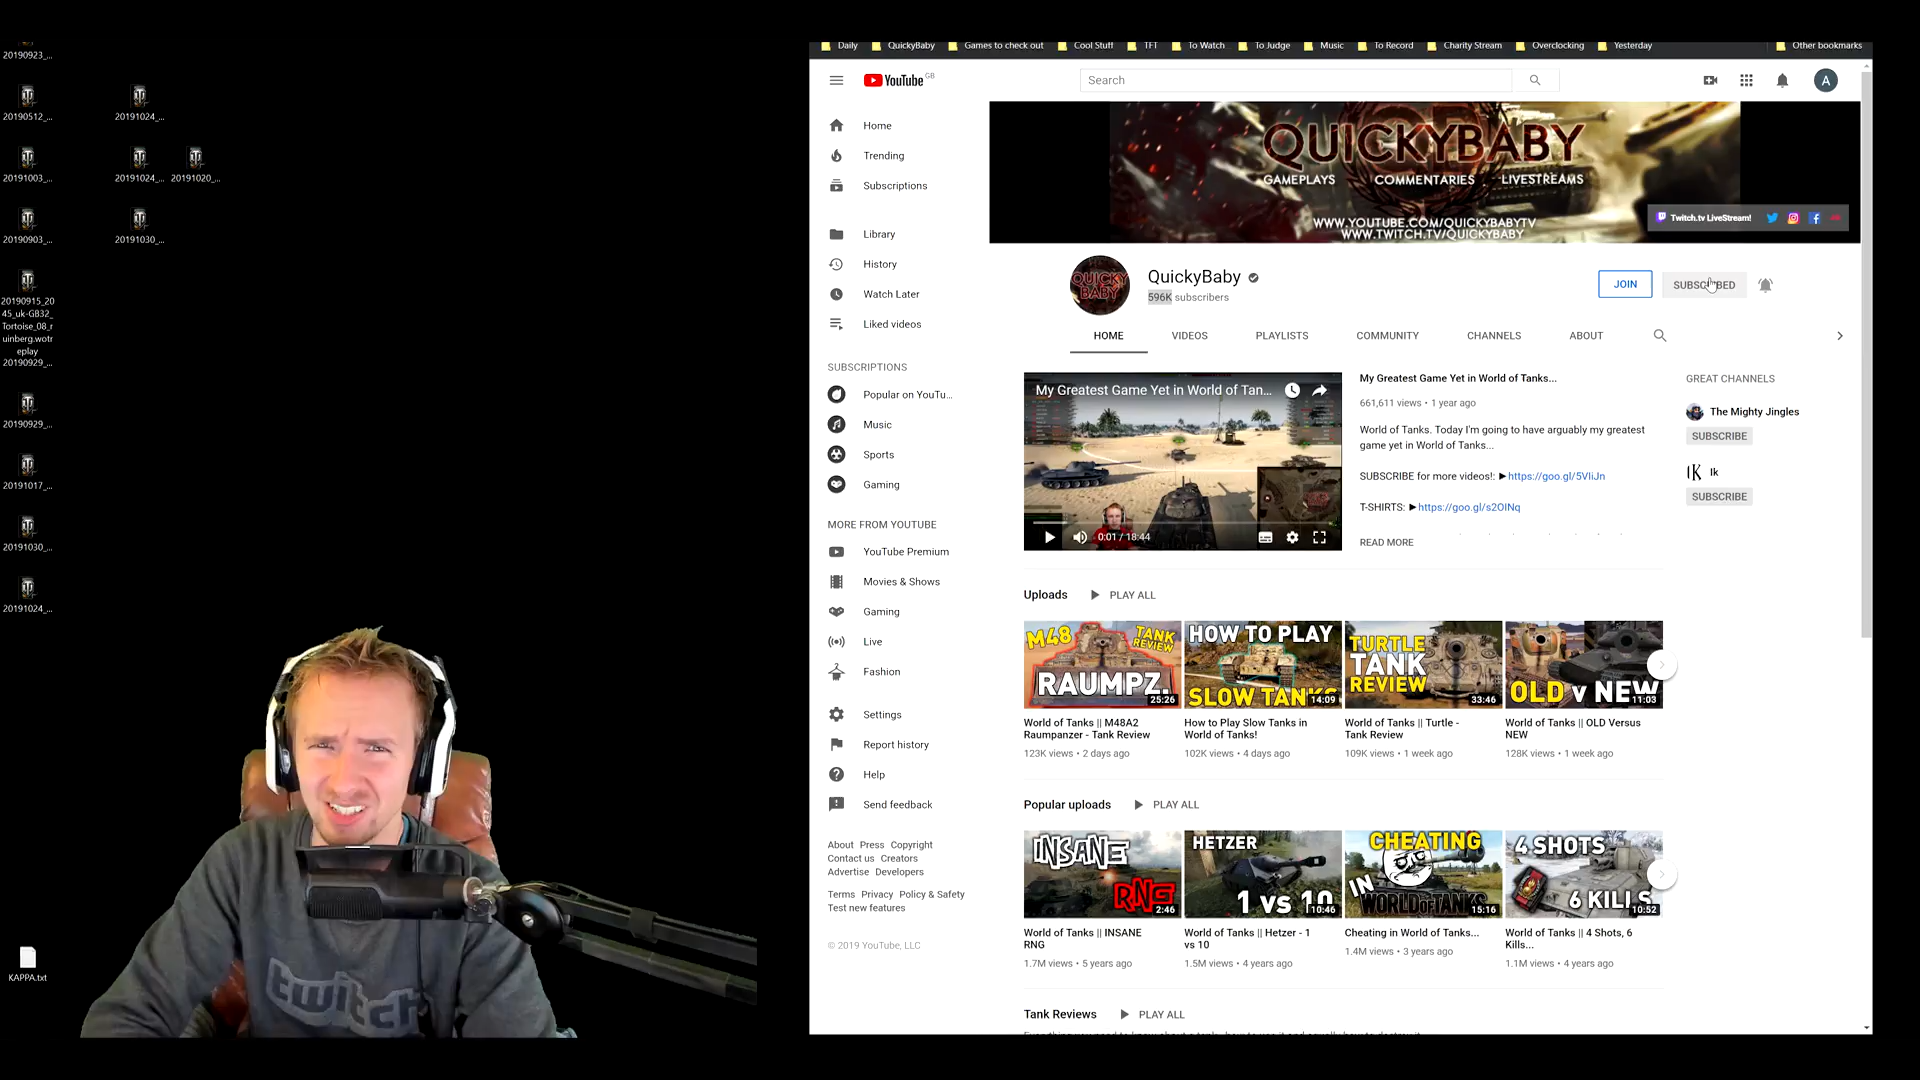 20190923_...
20190512_...
20191024_...
20191003_...
20191024_...
20191020_...
20190903_...
20191030_...
20190915_20
45_uk-GB32_
Tortoise_08_r
uinberg.wotr
eplay
20190929_...
20190929_...
20191017_...
20191030_...
20191024_...
KAPPA.txt
twitch
Daily QuickyBaby Games to check out Cool Stuff TFT To Watch To Judge Music To Record Charity Stream Overclocking Yesterday Other bookmarks
YouTube GB
Search
A
Home
Trending
Subscriptions
Library
History
Watch Later
Liked videos
SUBSCRIPTIONS
Popular on YouTu...
Music
Sports
Gaming
MORE FROM YOUTUBE
YouTube Premium
Movies & Shows
Gaming
Live
Fashion
Settings
Report history
Help
Send feedback
About Press Copyright
Contact us Creators
Advertise Developers
Terms Privacy Policy & Safety
Test new features
© 2019 YouTube, LLC
QUICKYBABY
GAMEPLAYS COMMENTARIES LIVESTREAMS
WWW.YOUTUBE.COM/QUICKYBABYTV
WWW.TWITCH.TV/QUICKYBABY
Twitch.tv LiveStream!
QUICKY
BABY
QuickyBaby
596K subscribers
JOIN
SUBSCRIBED
HOME VIDEOS PLAYLISTS COMMUNITY CHANNELS ABOUT
My Greatest Game Yet in World of Tan...
0:01 / 18:44
My Greatest Game Yet in World of Tanks...
661,611 views • 1 year ago
World of Tanks. Today I'm going to have arguably my greatest
game yet in World of Tanks...
SUBSCRIBE for more videos!: ►https://goo.gl/5VIiJn
T-SHIRTS: ►https://goo.gl/s2OINq
READ MORE
GREAT CHANNELS
The Mighty Jingles
SUBSCRIBE
Ik
SUBSCRIBE
Uploads PLAY ALL
M48 TANK
REVIEW
RAUMPZ.
25:26
HOW TO PLAY
SLOW TANKS
14:09
TURTLE
TANK
REVIEW
33:46
OLD v NEW
11:03
World of Tanks || M48A2
Raumpanzer - Tank Review
123K views • 2 days ago
How to Play Slow Tanks in
World of Tanks!
102K views • 4 days ago
World of Tanks || Turtle -
Tank Review
109K views • 1 week ago
World of Tanks || OLD Versus
NEW
128K views • 1 week ago
Popular uploads PLAY ALL
INSANE
RNG
2:46
HETZER
1 VS 10
10:46
CHEATING
IN
WORLD OF TANKS
15:16
4 SHOTS
6 KILLS
10:52
World of Tanks || INSANE
RNG
1.7M views • 5 years ago
World of Tanks || Hetzer - 1
vs 10
1.5M views • 4 years ago
Cheating in World of Tanks...
1.4M views • 3 years ago
World of Tanks || 4 Shots, 6
Kills...
1.1M views • 4 years ago
Tank Reviews PLAY ALL